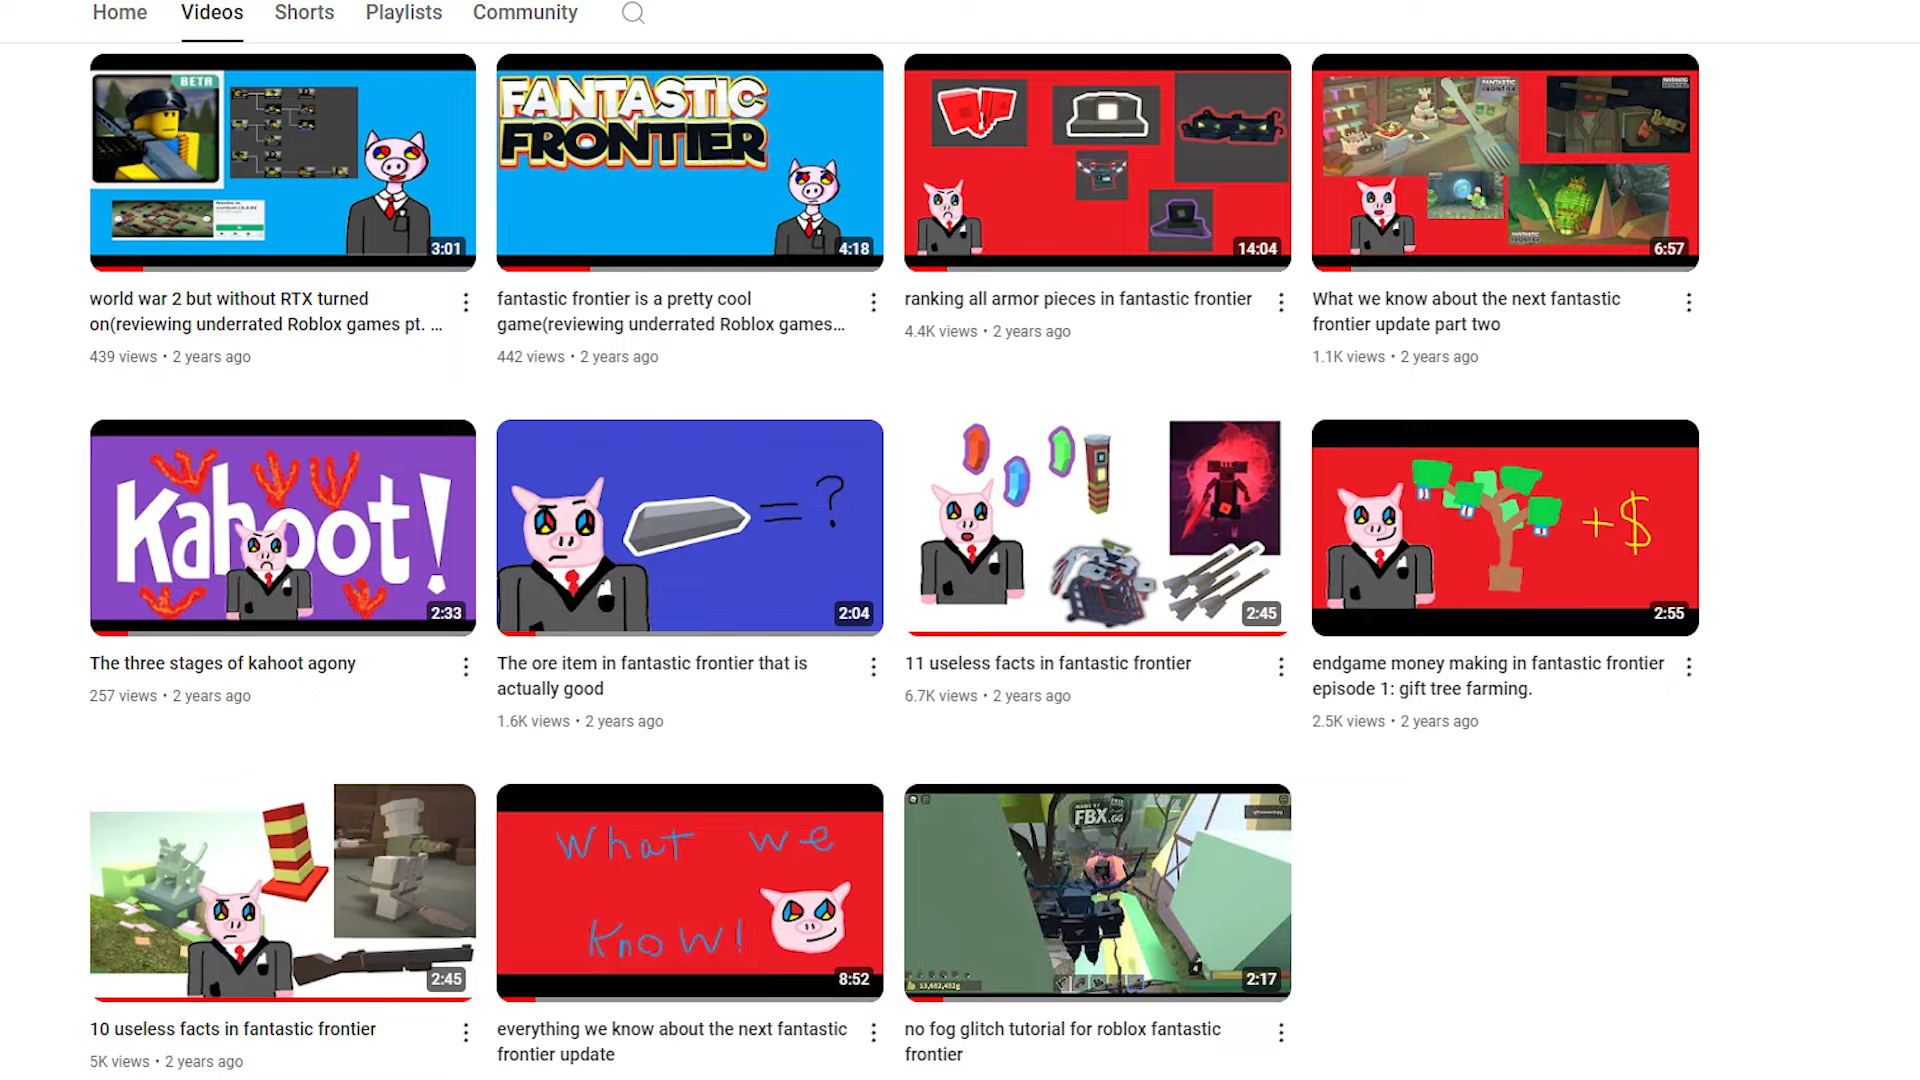 Home Videos Shorts Playlists Community
BETA
3:01
FANTASTIC
FRONTIER
4:18
14:04
FANTASTIC
FRONTIER
FANTASTIC
FRONTIER
FANTASTIC
FRONTIER
6:57
world war 2 but without RTX turned
on(reviewing underrated Roblox games pt. ...
439 views • 2 years ago
fantastic frontier is a pretty cool
game(reviewing underrated Roblox games...
442 views • 2 years ago
ranking all armor pieces in fantastic frontier
4.4K views • 2 years ago
What we know about the next fantastic
frontier update part two
1.1K views • 2 years ago
Kahoot!
2:33
= ?
2:04
2:45
+$
2:55
The three stages of kahoot agony
257 views • 2 years ago
The ore item in fantastic frontier that is
actually good
1.6K views • 2 years ago
11 useless facts in fantastic frontier
6.7K views • 2 years ago
endgame money making in fantastic frontier
episode 1: gift tree farming.
2.5K views • 2 years ago
2:45
What we
Know!
8:52
MADE BY
FBX.GG
2:17
10 useless facts in fantastic frontier
5K views • 2 years ago
everything we know about the next fantastic
frontier update
no fog glitch tutorial for roblox fantastic
frontier